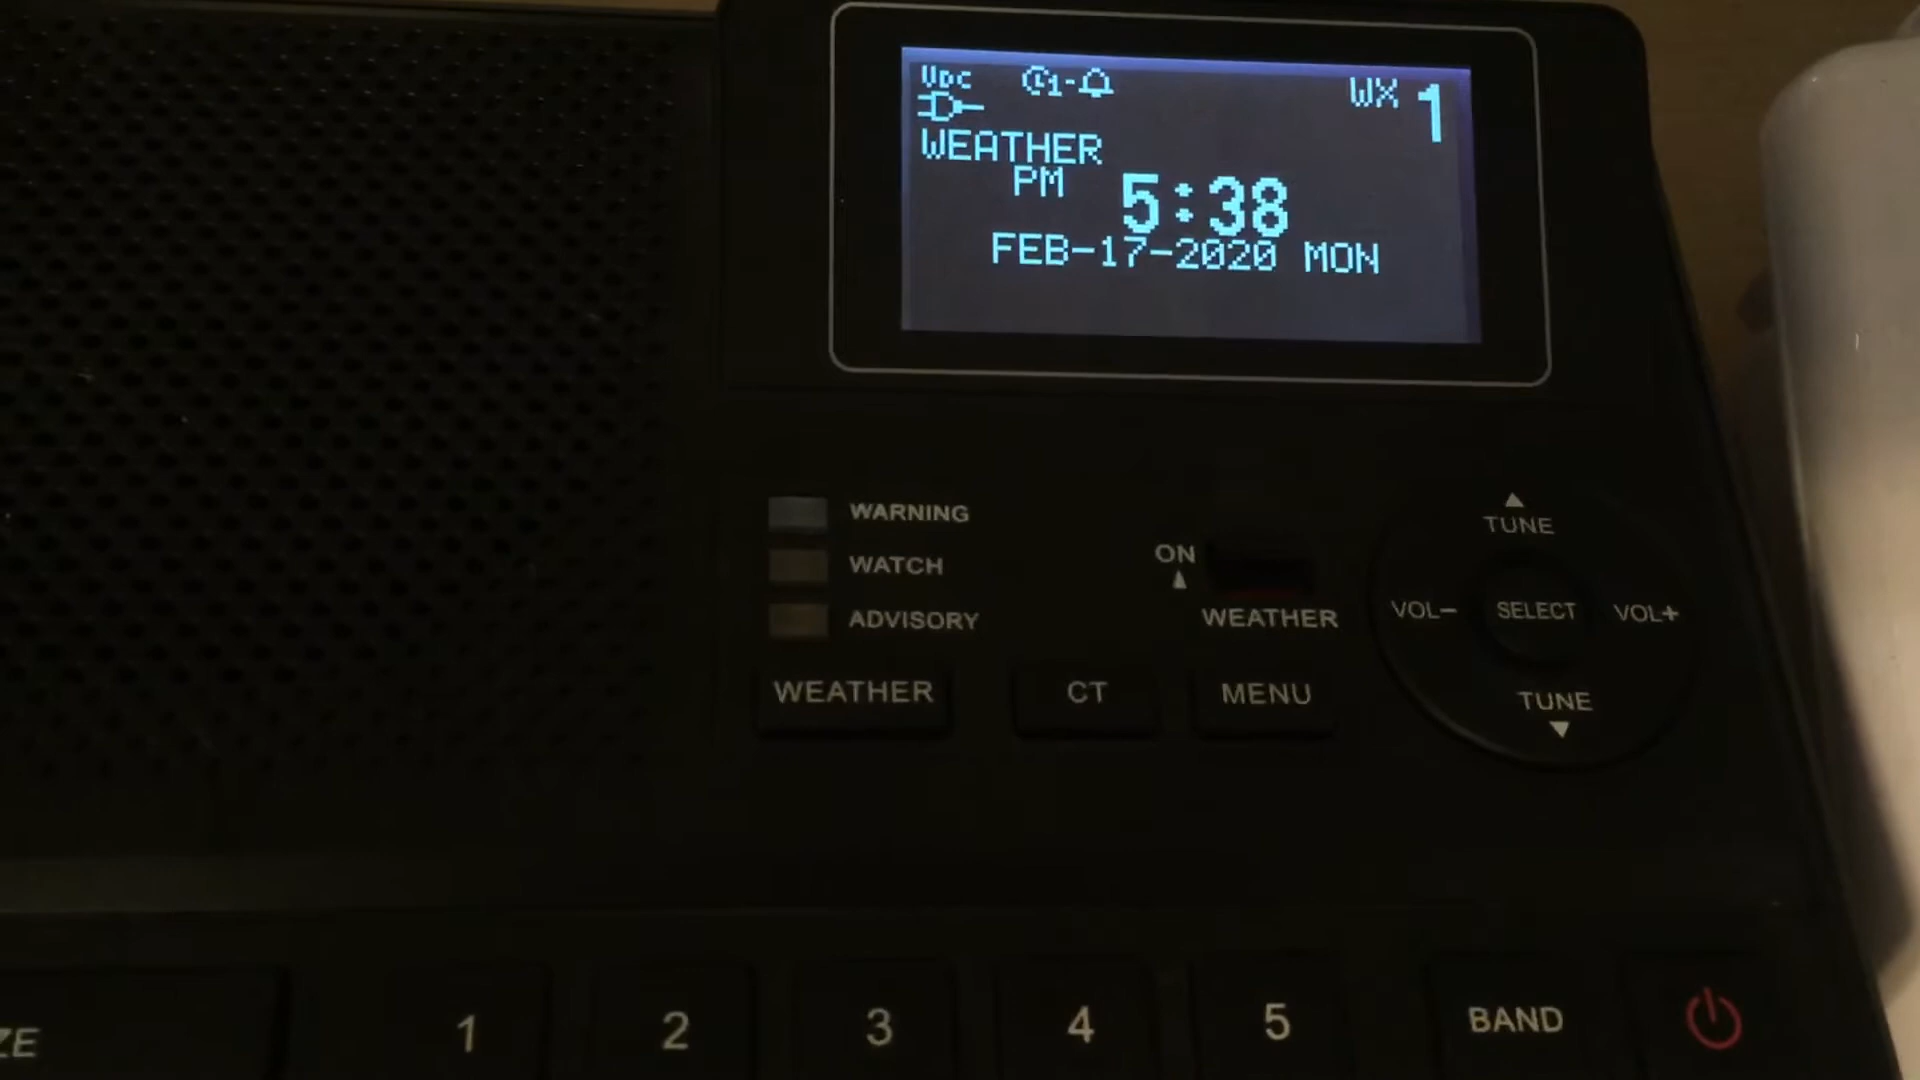 VDC
1-
WX 1
WEATHER
PM 5:38
FEB-17-2020 MON
WARNING
WATCH
ADVISORY
ON
WEATHER
TUNE
VOL-
SELECT
VOL+
TUNE
WEATHER
CT
MENU
ZE
1
2
3
4
5
BAND